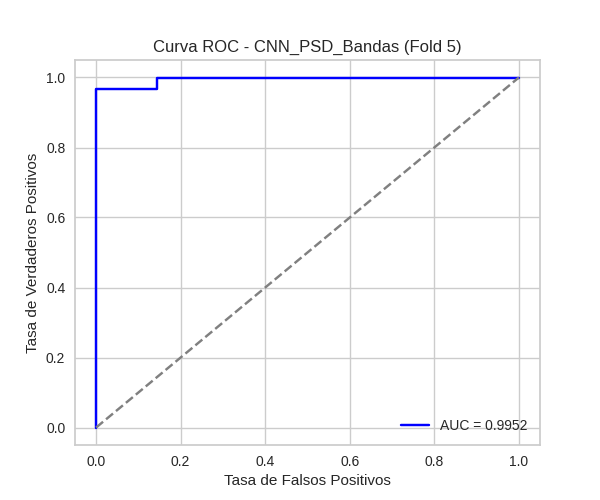 Curva ROC - CNN_PSD_Bandas (Fold 5)
1.0
0.8
0.6
0.4
0.2
0.0
Tasa de Verdaderos Positivos
AUC = 0.9952
0.0 0.2 0.4 0.6 0.8 1.0
Tasa de Falsos Positivos